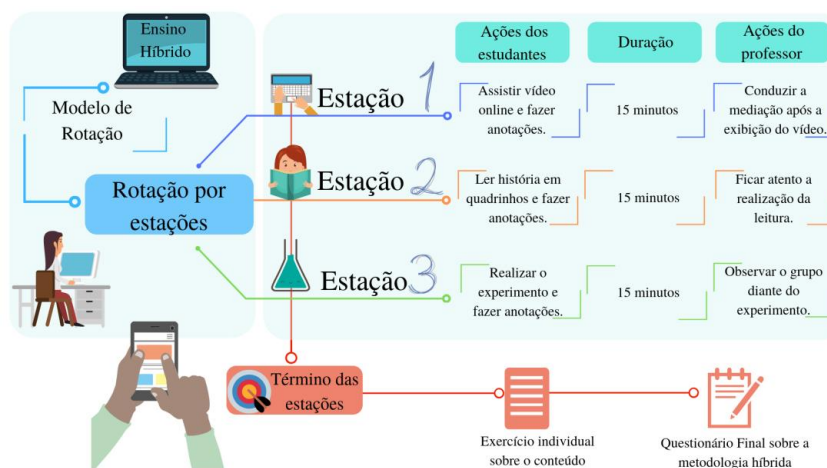 Ensino
Híbrido
Modelo de
Rotação
Rotação por
estações
Ações dos
estudantes
Duração
Ações do
professor
Estação 1
Assistir vídeo
online e fazer
anotações.
15 minutos
Conduzir a
mediação após a
exibição do vídeo.
Estação 2
Ler história em
quadrinhos e fazer
anotações.
15 minutos
Ficar atento a
realização da
leitura.
Estação 3
Realizar o
experimento e
fazer anotações.
15 minutos
Observar o grupo
diante do
experimento.
Término das
estações
Exercício individual
sobre o conteúdo
Questionário Final sobre a
metodologia híbrida